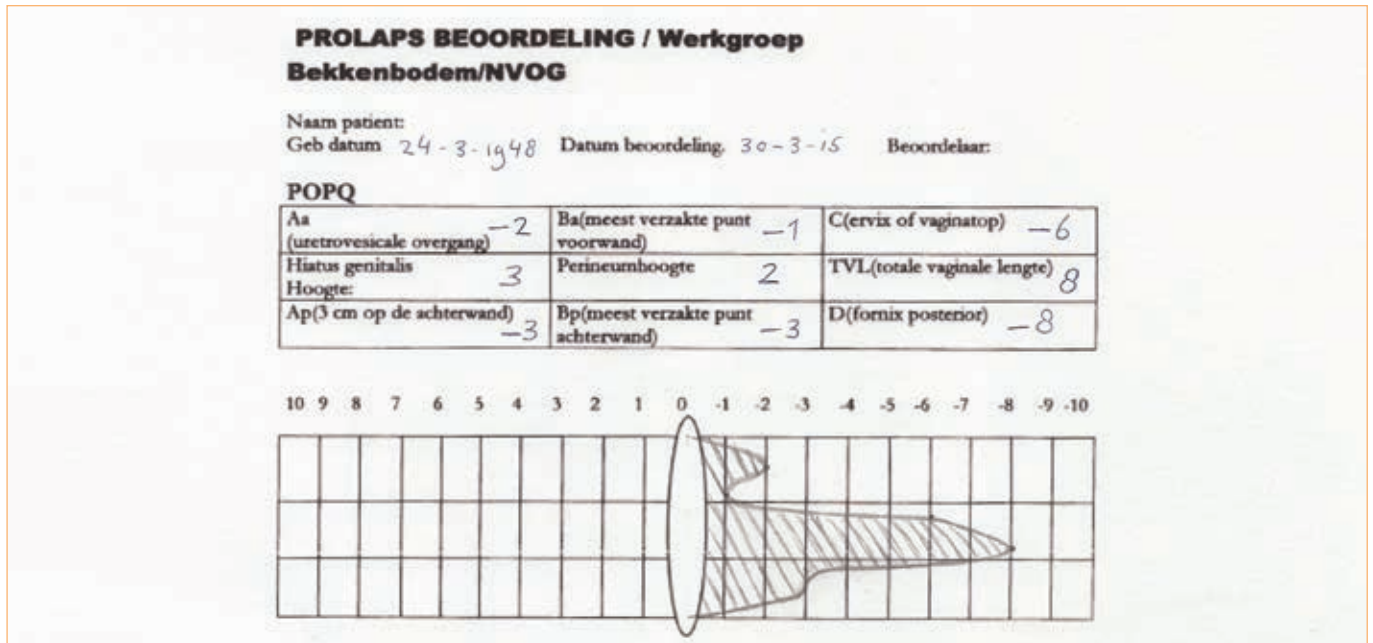 PROLAPS BEOORDELING / Werkgroep
Bekkenbodem/NVOG
Naam patient:
Geb datum 24-3-1948 Datum beoordeling. 30-3-15 Beoordelaar:
POPQ
Aa
(uretrovesicale overgang) -2
Ba(meest verzakte punt
voorwand) -1
C(ervix of vaginatop) -6
Hiatus genitalis
Hoogte: 3
Perineumhoogte 2
TVL(totale vaginale lengte) 8
Ap(3 cm op de achterwand)
-3
Bp(meest verzakte punt
achterwand) -3
D(fornix posterior) -8
10 9 8 7 6 5 4 3 2 1 0 -1 -2 -3 -4 -5 -6 -7 -8 -9 -10